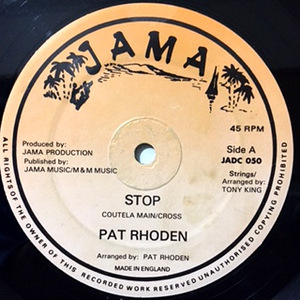 JAMA
45 RPM
Produced by:
JAMA PRODUCTION
Published by:
JAMA MUSIC/M&M MUSIC
Side A
JADC 050
Strings/
Arranged by:
TONY KING
STOP
COUTELA MAIN/CROSS
PAT RHODEN
Arranged by: PAT RHODEN
MADE IN ENGLAND
ALL RIGHTS OF THE OWNER OF THIS RECORDED WORK RESERVED UNAUTHORISED COPYING PROHIBITED